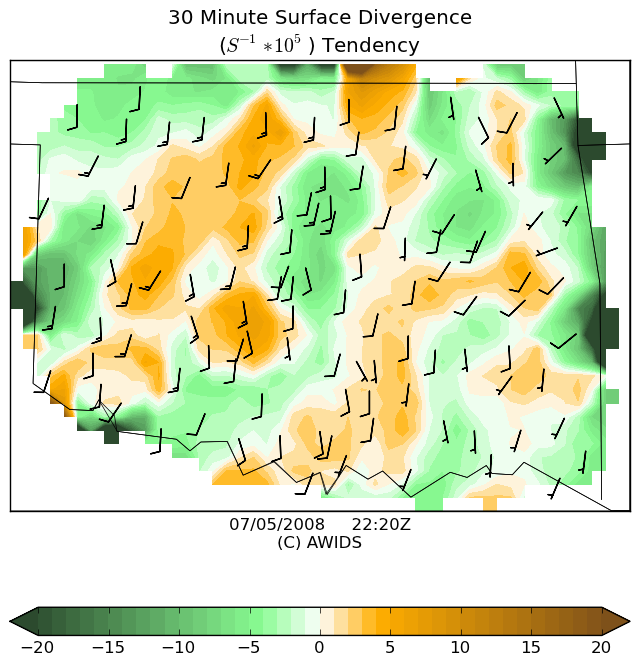 30 Minute Surface Divergence
(S⁻¹ *10⁵ ) Tendency
07/05/2008 22:20Z
(C) AWIDS
−20 −15 −10 −5 0 5 10 15 20